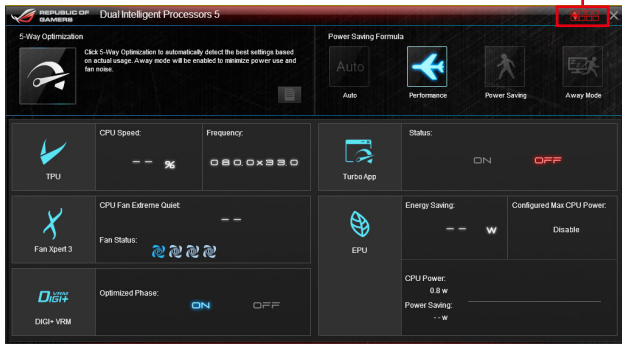 REPUBLIC OF
GAMERS
Dual Intelligent Processors 5
5-Way Optimization
Click 5-Way Optimization to automatically detect the best settings based
on actual usage. Away mode will be enabled to minimize power use and
fan noise.
Power Saving Formula
Auto
Auto
Performance
Power Saving
Away Mode
TPU
CPU Speed:
-- %
Frequency:
080.0x33.0
Turbo App
Status:
ON
OFF
Fan Xpert 3
CPU Fan Extreme Quiet:
--
Fan Status:
EPU
Energy Saving:
-- w
Configured Max CPU Power:
Disable
DIGI+ VRM
DIGI+ VRM
Optimized Phase:
ON
OFF
CPU Power:
0.8 w
Power Saving:
-- w